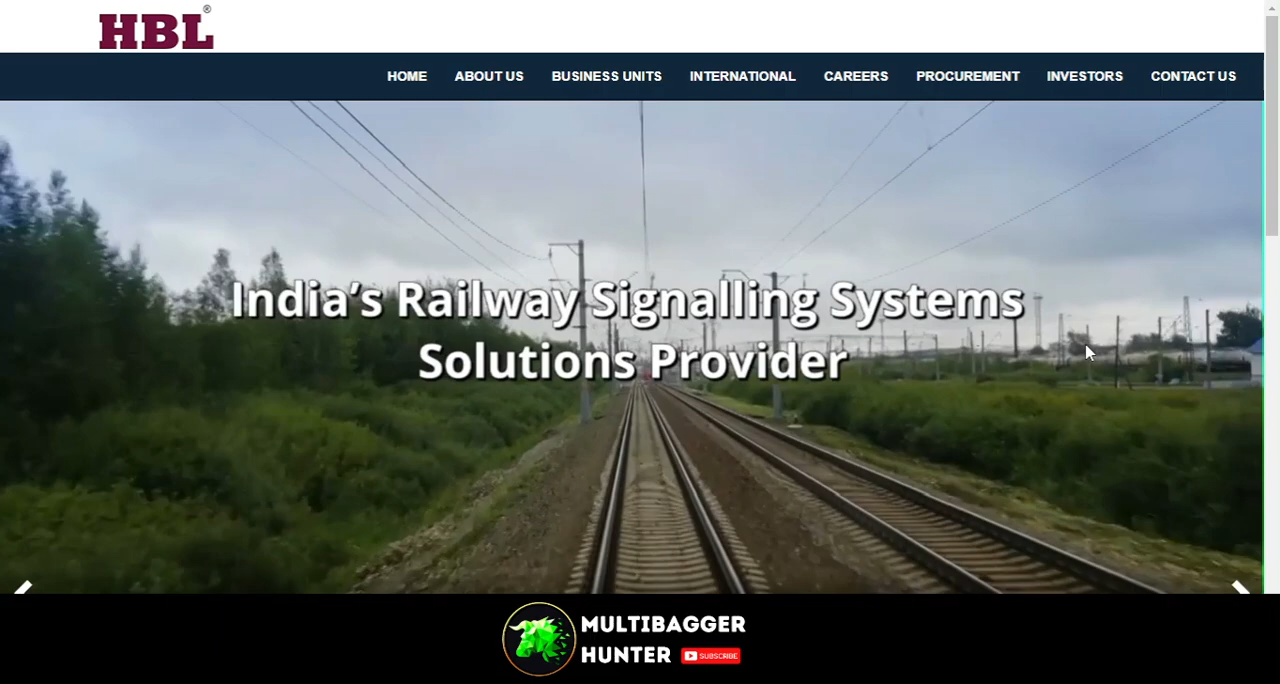 HBL®
HOME ABOUT US BUSINESS UNITS INTERNATIONAL CAREERS PROCUREMENT INVESTORS CONTACT US
India’s Railway Signalling Systems
Solutions Provider
MULTIBAGGER
HUNTER SUBSCRIBE